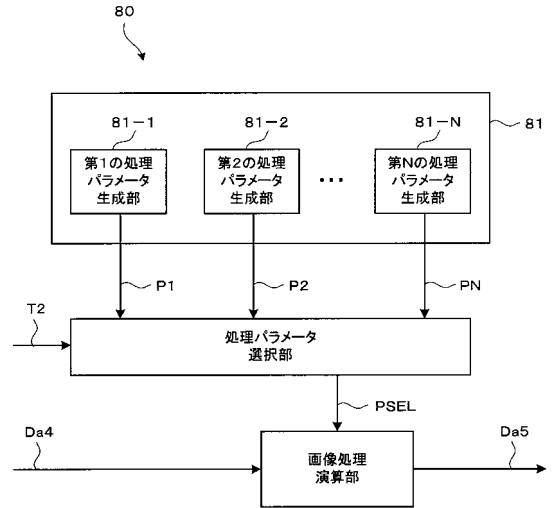 80
81-1
81-2
81-N
81
第1の処理
パラメータ
生成部
第2の処理
パラメータ
生成部
...
第Nの処理
パラメータ
生成部
P1
P2
PN
T2
処理パラメータ
選択部
PSEL
Da4
画像処理
演算部
Da5